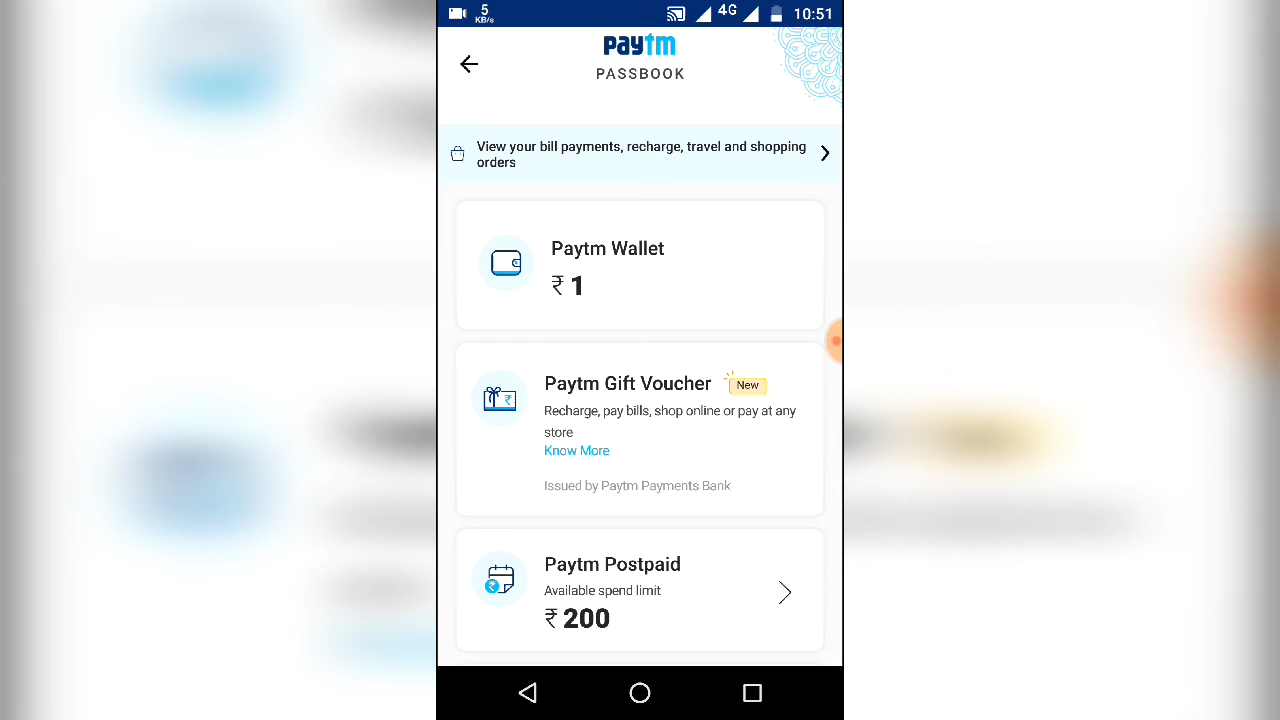 5
KB/s
4G
10:51
paytm
PASSBOOK
View your bill payments, recharge, travel and shopping
orders
Paytm Wallet
₹ 1
Paytm Gift Voucher New
Recharge, pay bills, shop online or pay at any
store
Know More
Issued by Paytm Payments Bank
Paytm Postpaid
Available spend limit
₹ 200